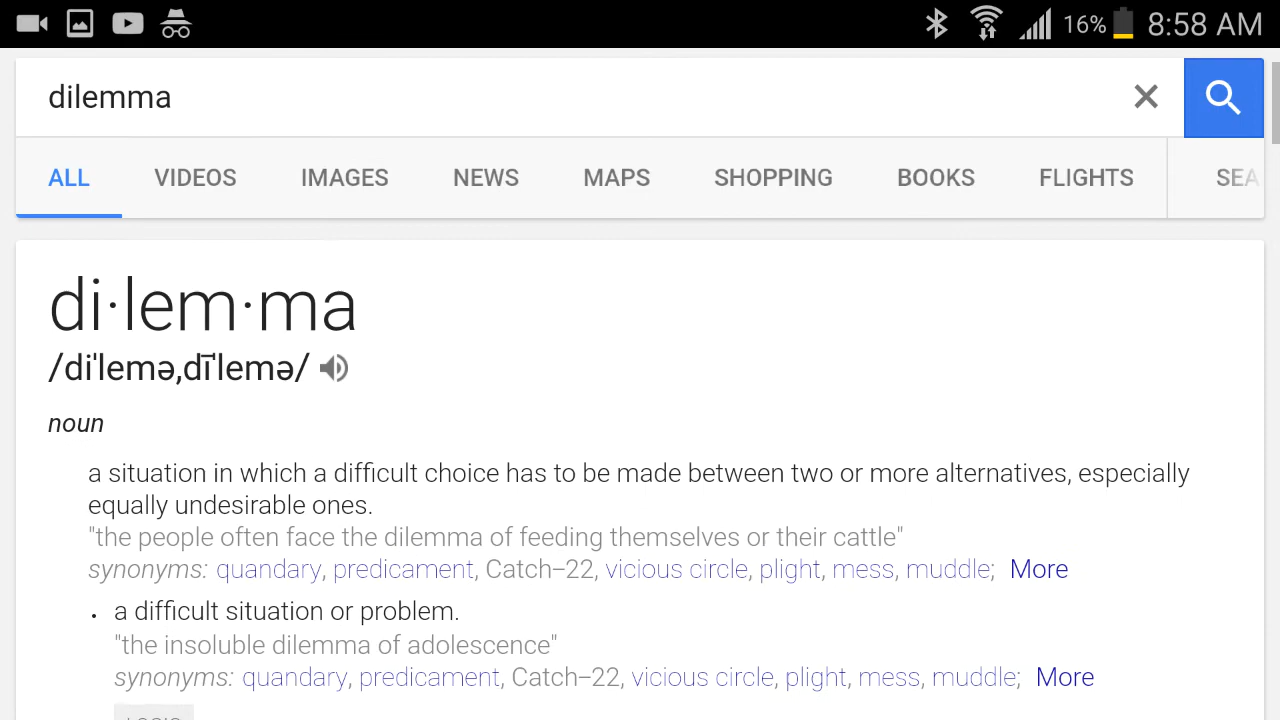 16% 8:58 AM
dilemma
ALL VIDEOS IMAGES NEWS MAPS SHOPPING BOOKS FLIGHTS SEA
di·lem·ma
/diˈlemə,dīˈlemə/
noun
a situation in which a difficult choice has to be made between two or more alternatives, especially
equally undesirable ones.
"the people often face the dilemma of feeding themselves or their cattle"
synonyms: quandary, predicament, Catch–22, vicious circle, plight, mess, muddle; More
• a difficult situation or problem.
"the insoluble dilemma of adolescence"
synonyms: quandary, predicament, Catch–22, vicious circle, plight, mess, muddle; More